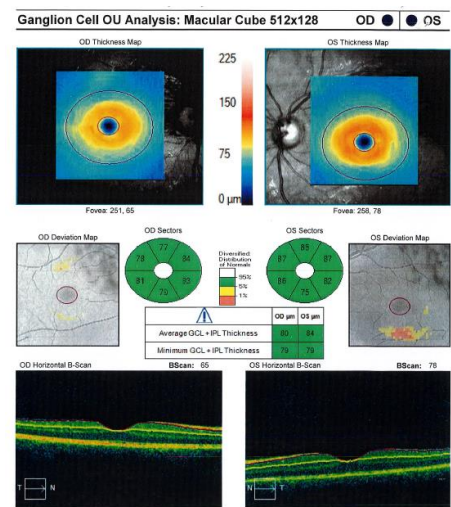 Ganglion Cell OU Analysis: Macular Cube 512x128 OD OS
OD Thickness Map
OS Thickness Map
225
150
75
0 µm
Fovea: 251, 65
Fovea: 258, 78
OD Deviation Map
OD Sectors
OS Sectors
OS Deviation Map
77
84
83
81
87
87
82
75
86
Diversified:
Distribution
of Normals
95%
5%
1%
OD µm OS µm
Average GCL + IPL Thickness 80 84
Minimum GCL + IPL Thickness 79 79
OD Horizontal B-Scan BScan: 65
OS Horizontal B-Scan BScan: 78
T N
N T